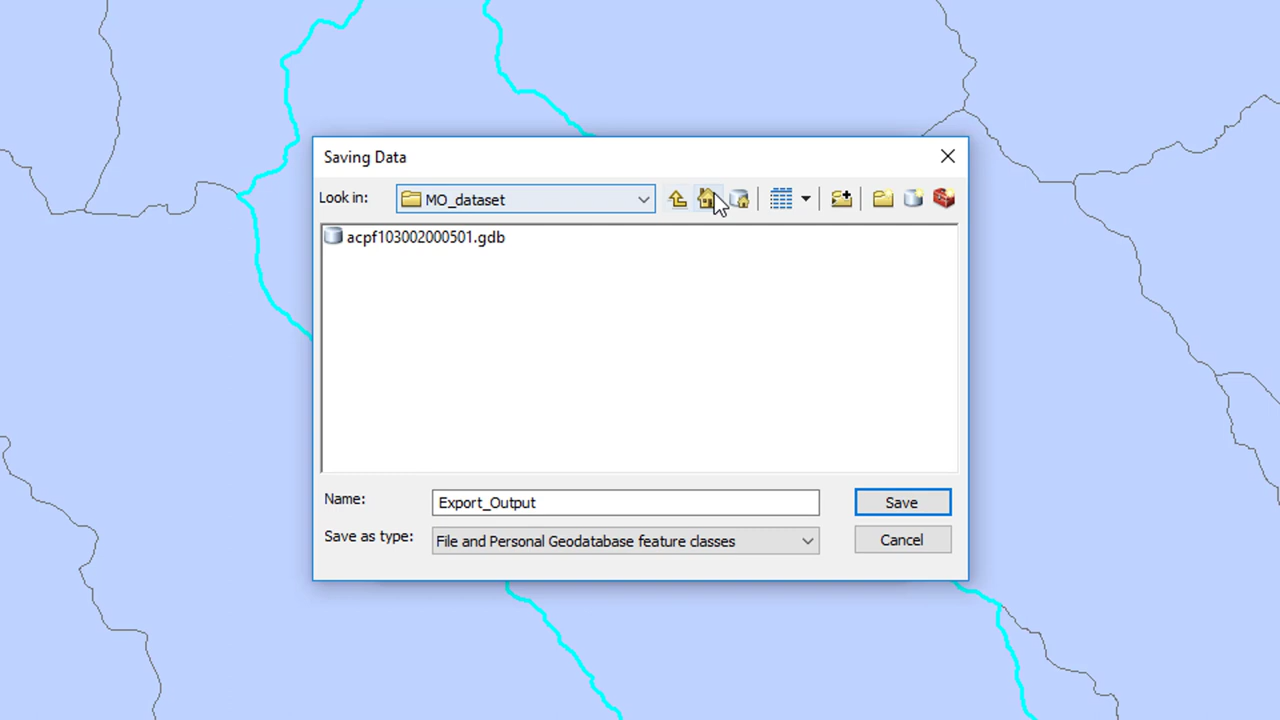 Saving Data
Look in:
MO_dataset
acpf103002000501.gdb
Name:
Export_Output
Save
Save as type:
File and Personal Geodatabase feature classes
Cancel